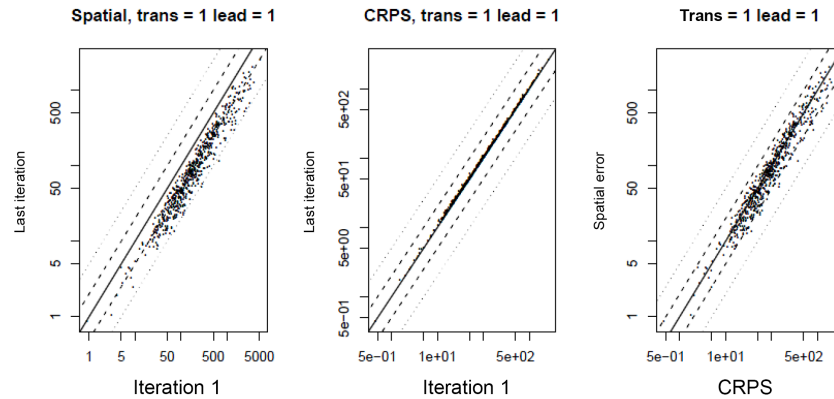 Spatial, trans = 1 lead = 1
CRPS, trans = 1 lead = 1
Trans = 1 lead = 1
Last iteration
500
50
5
1
1
5
50
500
5000
Iteration 1
Last iteration
5e+02
5e+01
5e+00
5e−01
5e−01
1e+01
5e+02
Iteration 1
Spatial error
500
50
5
1
5e−01
1e+01
5e+02
CRPS